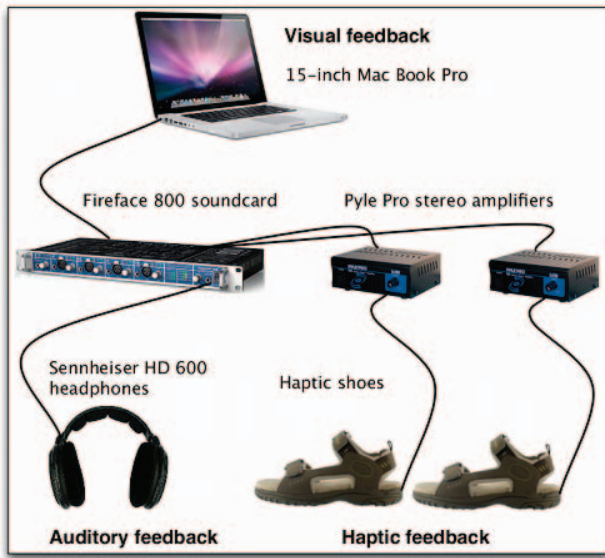 Visual feedback
15-inch Mac Book Pro
Fireface 800 soundcard
Pyle Pro stereo amplifiers
Sennheiser HD 600
headphones
Haptic shoes
Auditory feedback
Haptic feedback